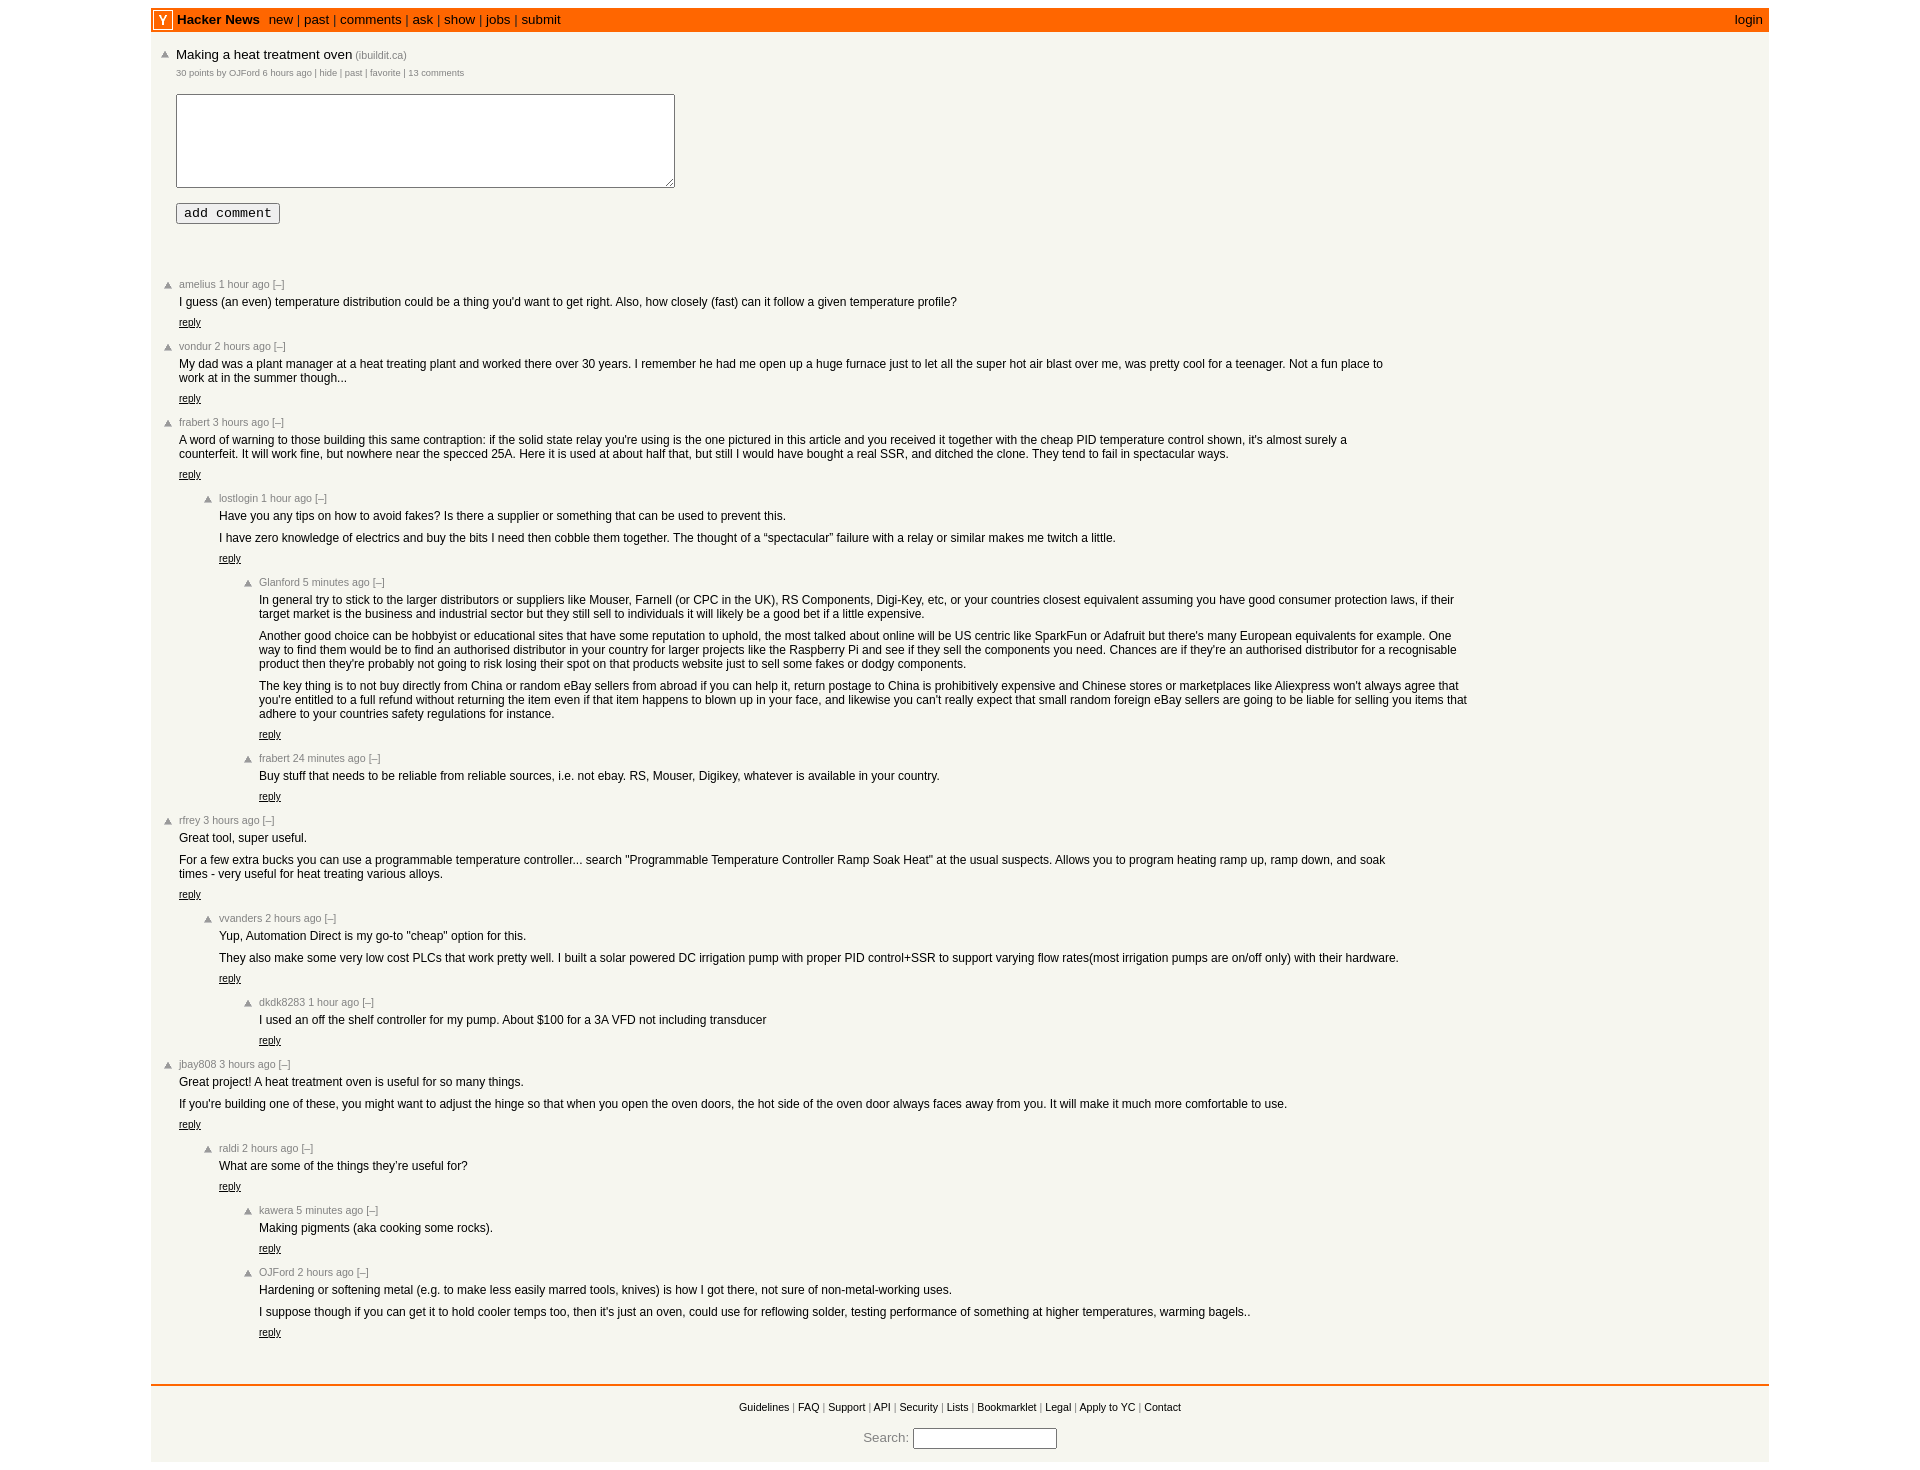 Y Hacker News new | past | comments | ask | show | jobs | submit login
Making a heat treatment oven (ibuildit.ca)
30 points by OJFord 6 hours ago | hide | past | favorite | 13 comments
add comment
amelius 1 hour ago [–]
I guess (an even) temperature distribution could be a thing you'd want to get right. Also, how closely (fast) can it follow a given temperature profile?
reply
vondur 2 hours ago [–]
My dad was a plant manager at a heat treating plant and worked there over 30 years. I remember he had me open up a huge furnace just to let all the super hot air blast over me, was pretty cool for a teenager. Not a fun place to
work at in the summer though...
reply
frabert 3 hours ago [–]
A word of warning to those building this same contraption: if the solid state relay you're using is the one pictured in this article and you received it together with the cheap PID temperature control shown, it's almost surely a
counterfeit. It will work fine, but nowhere near the specced 25A. Here it is used at about half that, but still I would have bought a real SSR, and ditched the clone. They tend to fail in spectacular ways.
reply
lostlogin 1 hour ago [–]
Have you any tips on how to avoid fakes? Is there a supplier or something that can be used to prevent this.
I have zero knowledge of electrics and buy the bits I need then cobble them together. The thought of a “spectacular” failure with a relay or similar makes me twitch a little.
reply
Glanford 5 minutes ago [–]
In general try to stick to the larger distributors or suppliers like Mouser, Farnell (or CPC in the UK), RS Components, Digi-Key, etc, or your countries closest equivalent assuming you have good consumer protection laws, if their
target market is the business and industrial sector but they still sell to individuals it will likely be a good bet if a little expensive.
Another good choice can be hobbyist or educational sites that have some reputation to uphold, the most talked about online will be US centric like SparkFun or Adafruit but there's many European equivalents for example. One
way to find them would be to find an authorised distributor in your country for larger projects like the Raspberry Pi and see if they sell the components you need. Chances are if they're an authorised distributor for a recognisable
product then they're probably not going to risk losing their spot on that products website just to sell some fakes or dodgy components.
The key thing is to not buy directly from China or random eBay sellers from abroad if you can help it, return postage to China is prohibitively expensive and Chinese stores or marketplaces like Aliexpress won't always agree that
you're entitled to a full refund without returning the item even if that item happens to blown up in your face, and likewise you can't really expect that small random foreign eBay sellers are going to be liable for selling you items that
adhere to your countries safety regulations for instance.
reply
frabert 24 minutes ago [–]
Buy stuff that needs to be reliable from reliable sources, i.e. not ebay. RS, Mouser, Digikey, whatever is available in your country.
reply
rfrey 3 hours ago [–]
Great tool, super useful.
For a few extra bucks you can use a programmable temperature controller... search "Programmable Temperature Controller Ramp Soak Heat" at the usual suspects. Allows you to program heating ramp up, ramp down, and soak
times - very useful for heat treating various alloys.
reply
vvanders 2 hours ago [–]
Yup, Automation Direct is my go-to "cheap" option for this.
They also make some very low cost PLCs that work pretty well. I built a solar powered DC irrigation pump with proper PID control+SSR to support varying flow rates(most irrigation pumps are on/off only) with their hardware.
reply
dkdk8283 1 hour ago [–]
I used an off the shelf controller for my pump. About $100 for a 3A VFD not including transducer
reply
jbay808 3 hours ago [–]
Great project! A heat treatment oven is useful for so many things.
If you're building one of these, you might want to adjust the hinge so that when you open the oven doors, the hot side of the oven door always faces away from you. It will make it much more comfortable to use.
reply
raldi 2 hours ago [–]
What are some of the things they’re useful for?
reply
kawera 5 minutes ago [–]
Making pigments (aka cooking some rocks).
reply
OJFord 2 hours ago [–]
Hardening or softening metal (e.g. to make less easily marred tools, knives) is how I got there, not sure of non-metal-working uses.
I suppose though if you can get it to hold cooler temps too, then it's just an oven, could use for reflowing solder, testing performance of something at higher temperatures, warming bagels..
reply
Guidelines | FAQ | Support | API | Security | Lists | Bookmarklet | Legal | Apply to YC | Contact
Search: